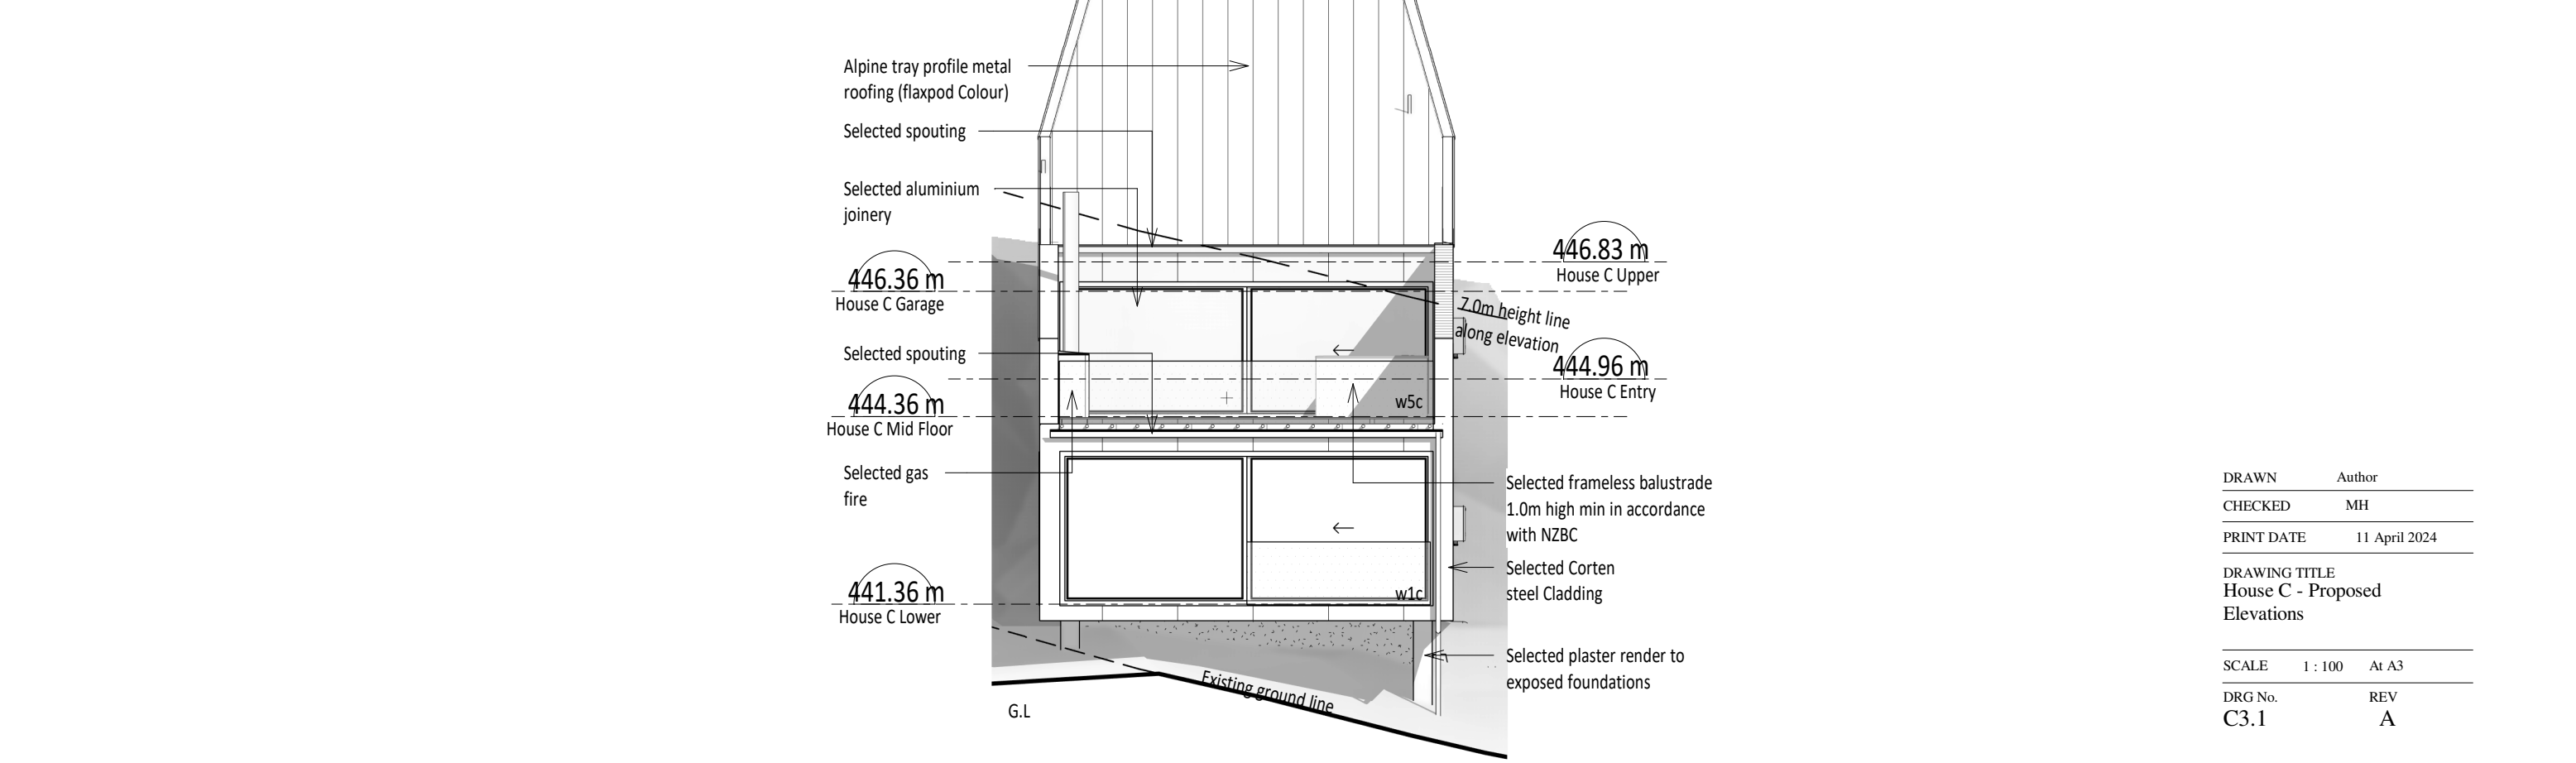 Alpine tray profile metal
roofing (flaxpod Colour)
Selected spouting
Selected aluminium
joinery
446.36 m
House C Garage
Selected spouting
444.36 m
House C Mid Floor
Selected gas
fire
441.36 m
House C Lower
G.L
Existing ground line
w5c
w1c
446.83 m
House C Upper
7.0m height line
along elevation
444.96 m
House C Entry
Selected frameless balustrade
1.0m high min in accordance
with NZBC
Selected Corten
steel Cladding
Selected plaster render to
exposed foundations
DRAWN Author
CHECKED MH
PRINT DATE 11 April 2024
DRAWING TITLE
House C - Proposed
Elevations
SCALE 1 : 100 At A3
DRG No. REV
C3.1 A